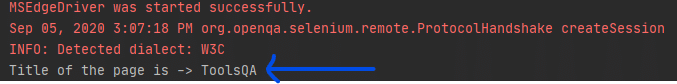 MSEdgeDriver was started successfully.
Sep 05, 2020 3:07:18 PM org.openqa.selenium.remote.ProtocolHandshake createSession
INFO: Detected dialect: W3C
Title of the page is -> ToolsQA